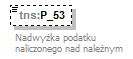 tns:P_53
Nadwyżka podatku
naliczonego nad należnym